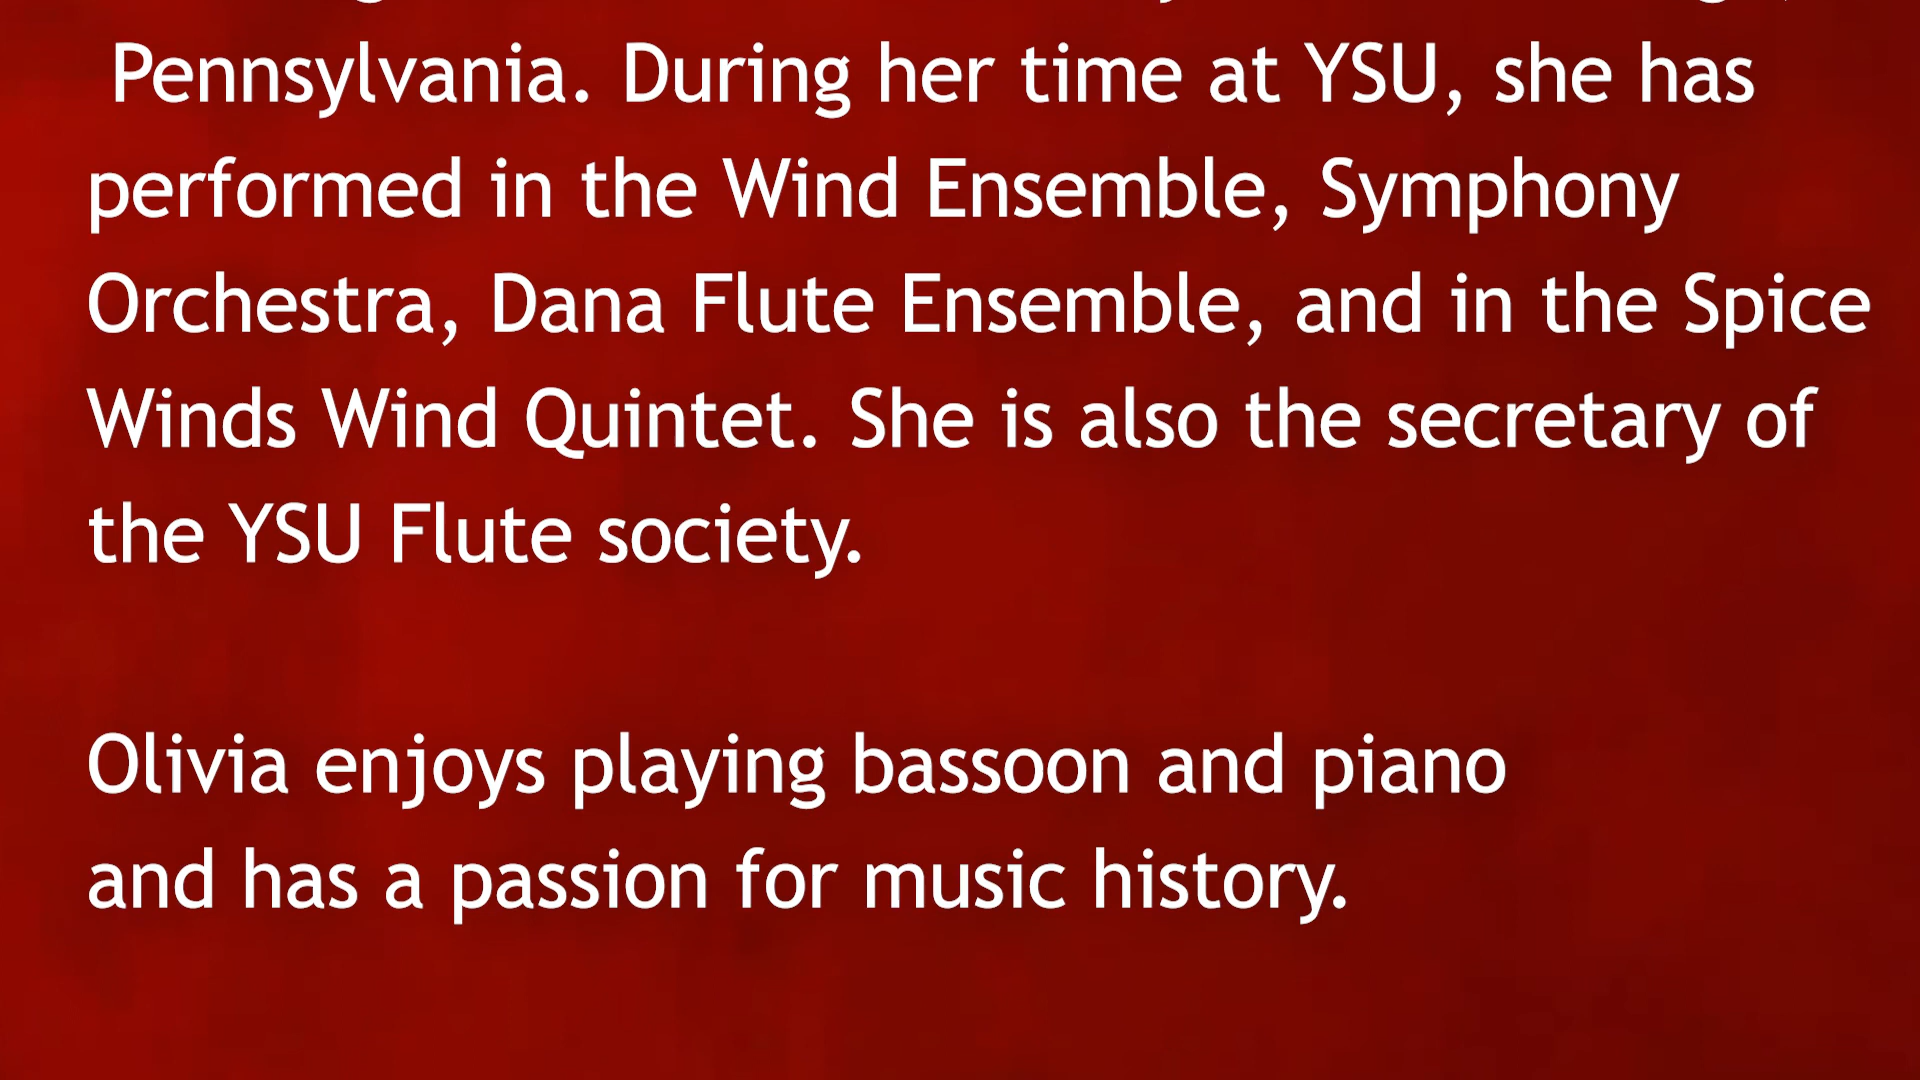 Pennsylvania. During her time at YSU, she has
performed in the Wind Ensemble, Symphony
Orchestra, Dana Flute Ensemble, and in the Spice
Winds Wind Quintet. She is also the secretary of
the YSU Flute society.
Olivia enjoys playing bassoon and piano
and has a passion for music history.